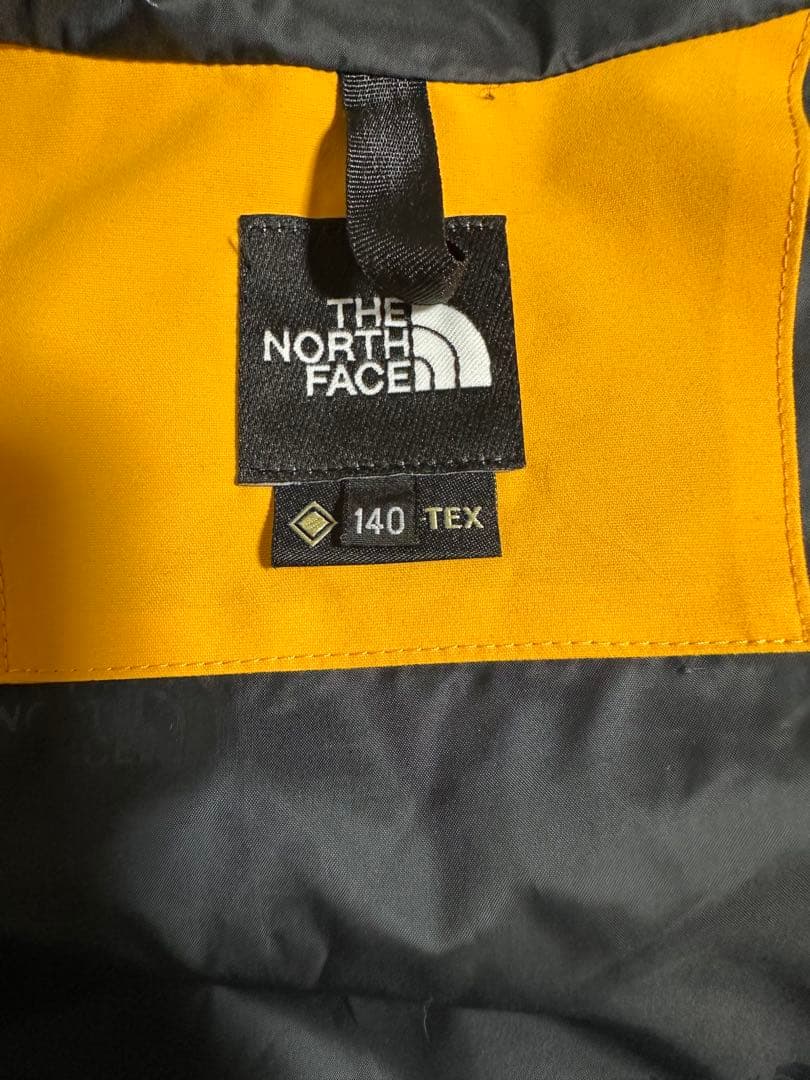 THE
NORTH
FACE
140 -TEX